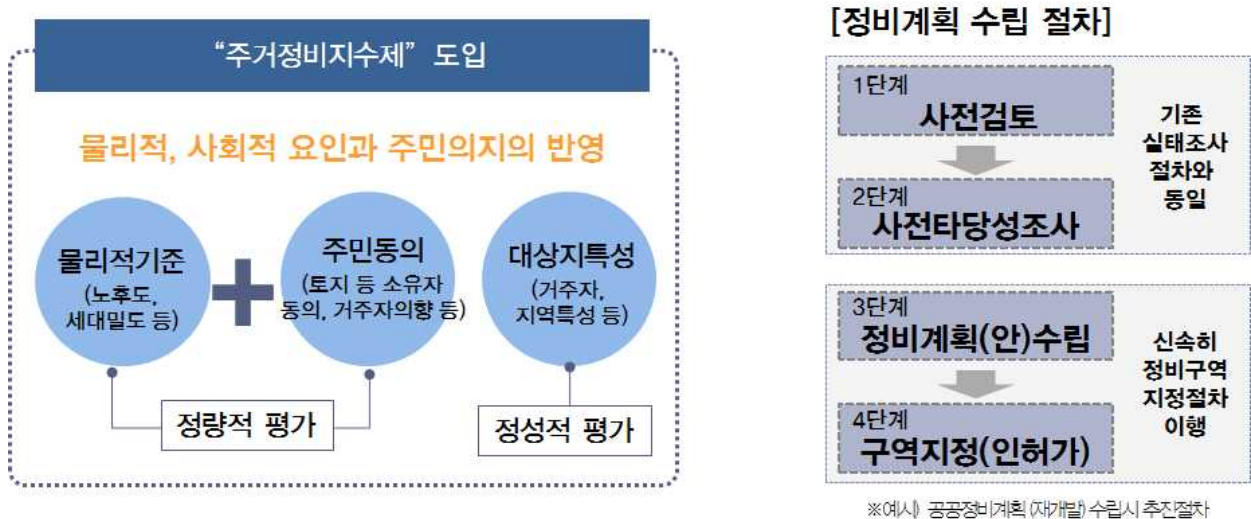 “주거정비지수제” 도입
물리적, 사회적 요인과 주민의지의 반영
물리적기준
(노후도,
세대밀도 등)
주민동의
(토지 등 소유자
동의, 거주자의향 등)
대상지특성
(거주자,
지역특성 등)
정량적 평가
정성적 평가
[정비계획 수립 절차]
1단계
사전검토
2단계
사전타당성조사
기존
실태조사
절차와
동일
3단계
정비계획(안)수립
4단계
구역지정(인허가)
신속히
정비구역
지정절차
이행
※예시) 공공정비계획 (재개발) 수립시 추진절차